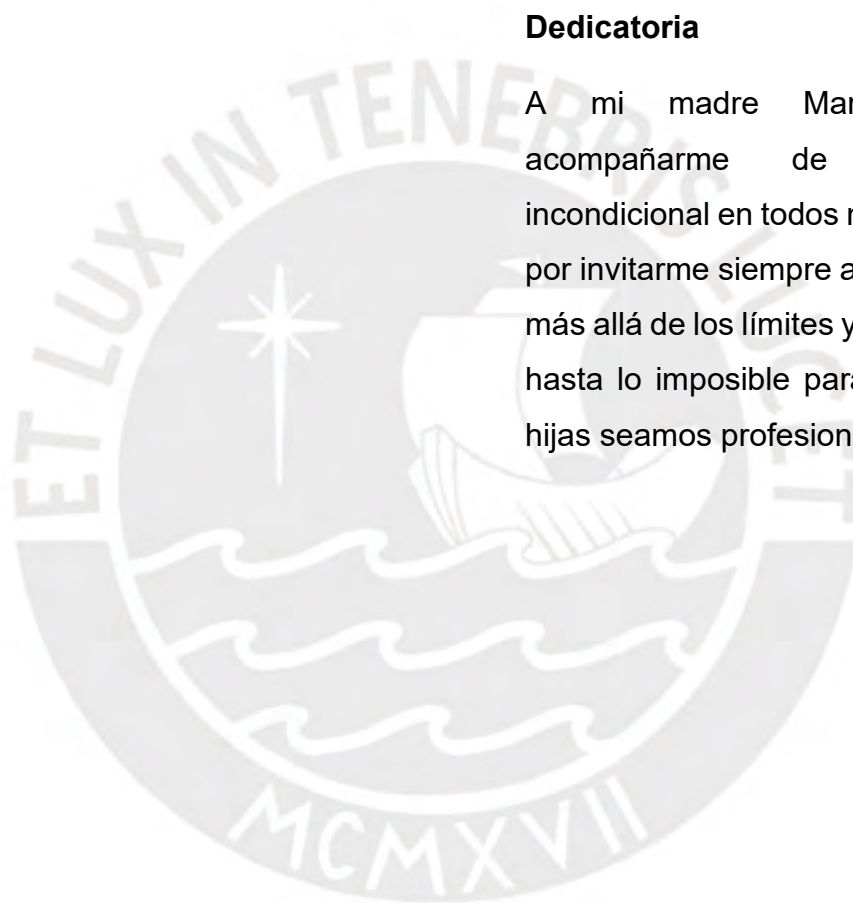 Dedicatoria
A mi madre
acompañarme de
incondicional en todos
por invitarme siempre
más allá de los límites y
hasta lo imposible
hijas seamos
ET LUX IN TENEBRIS LUCET
MCMXVII